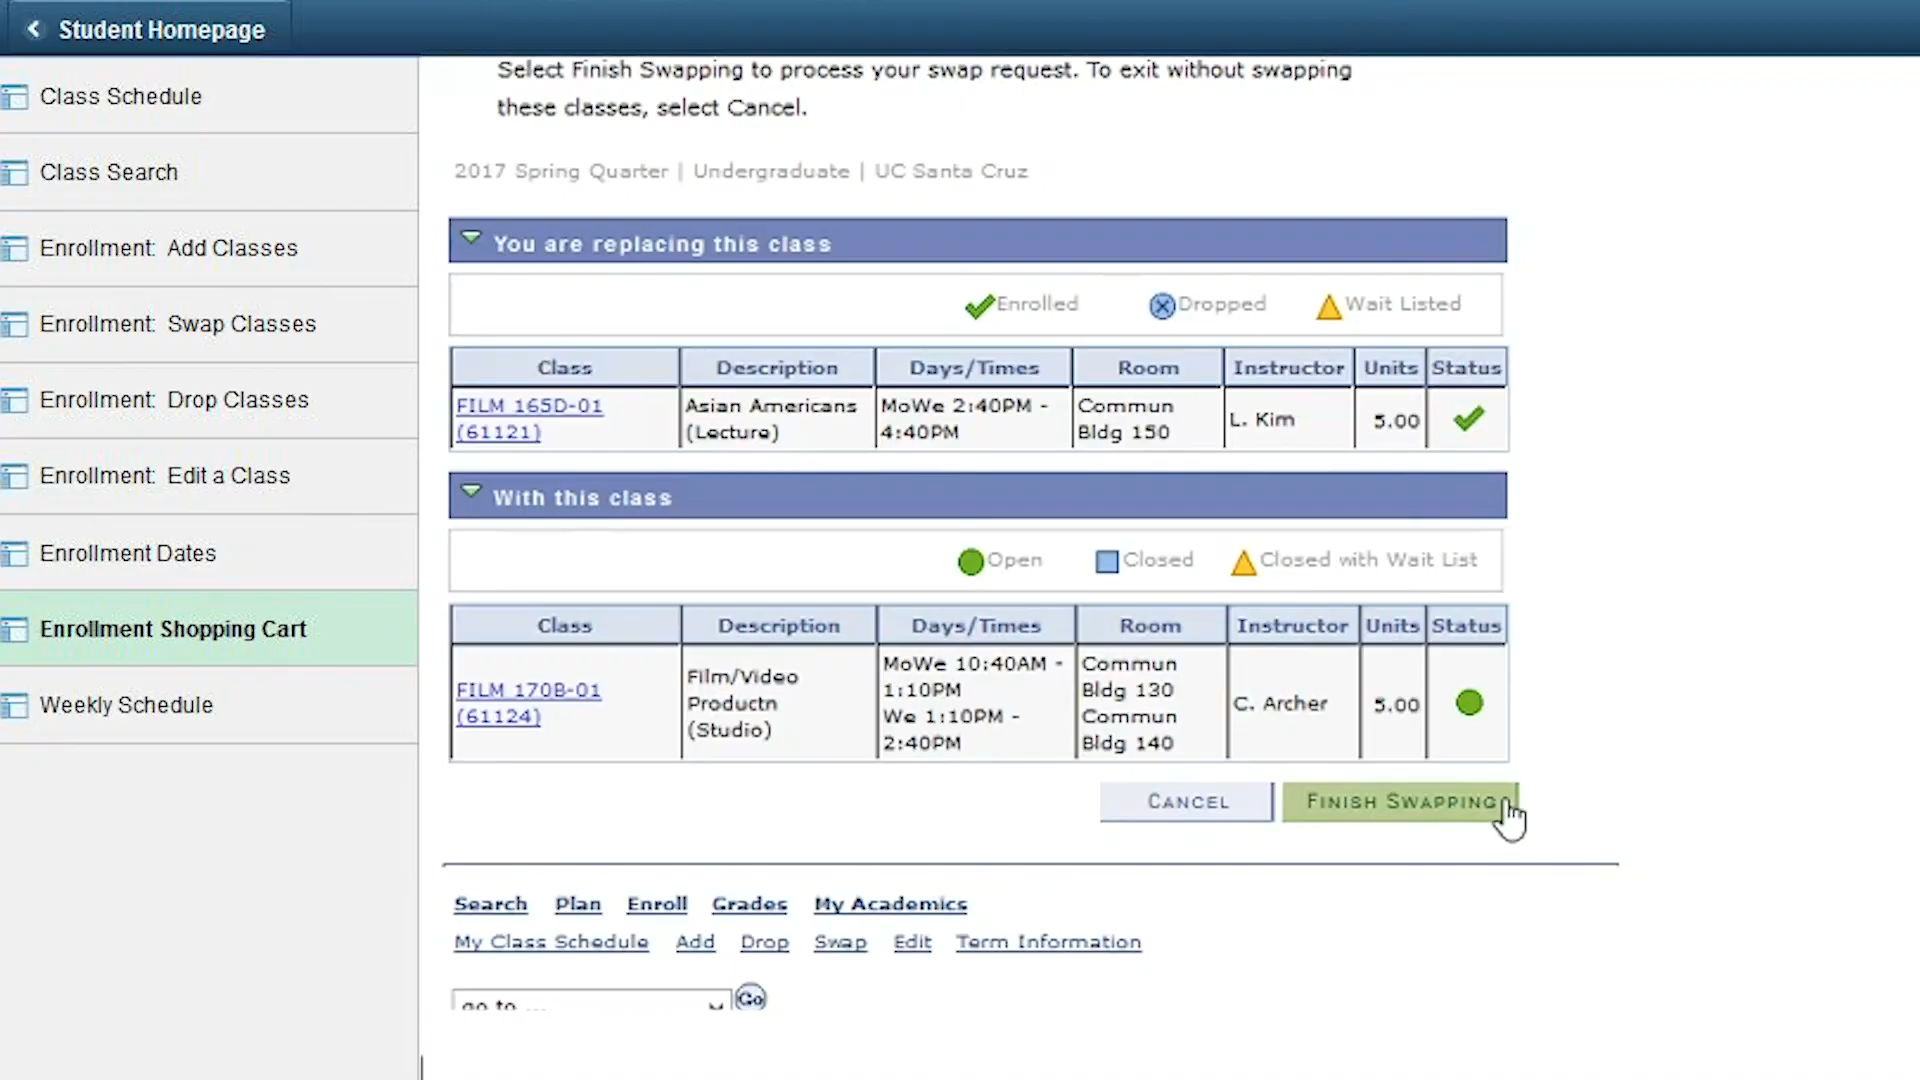 Student Homepage
Class Schedule
Class Search
Enrollment: Add Classes
Enrollment: Swap Classes
Enrollment: Drop Classes
Enrollment: Edit a Class
Enrollment Dates
Enrollment Shopping Cart
Weekly Schedule
Select Finish Swapping to process your swap request. To exit without swapping
these classes, select Cancel.
2017 Spring Quarter | Undergraduate | UC Santa Cruz
You are replacing this class
Enrolled Dropped Wait Listed
Class Description Days/Times Room Instructor Units Status
FILM 165D-01 Asian Americans MoWe 2:40PM - Commun L. Kim 5.00
(61121) (Lecture) 4:40PM Bldg 150
With this class
Open Closed Closed with Wait List
Class Description Days/Times Room Instructor Units Status
FILM 170B-01
(61124)
Film/Video
Productn
(Studio)
MoWe 10:40AM -
1:10PM
We 1:10PM -
2:40PM
Commun
Bldg 130
Commun
Bldg 140
C. Archer
5.00
CANCEL FINISH SWAPPING
Search Plan Enroll Grades My Academics
My Class Schedule Add Drop Swap Edit Term Information
go to ... Go